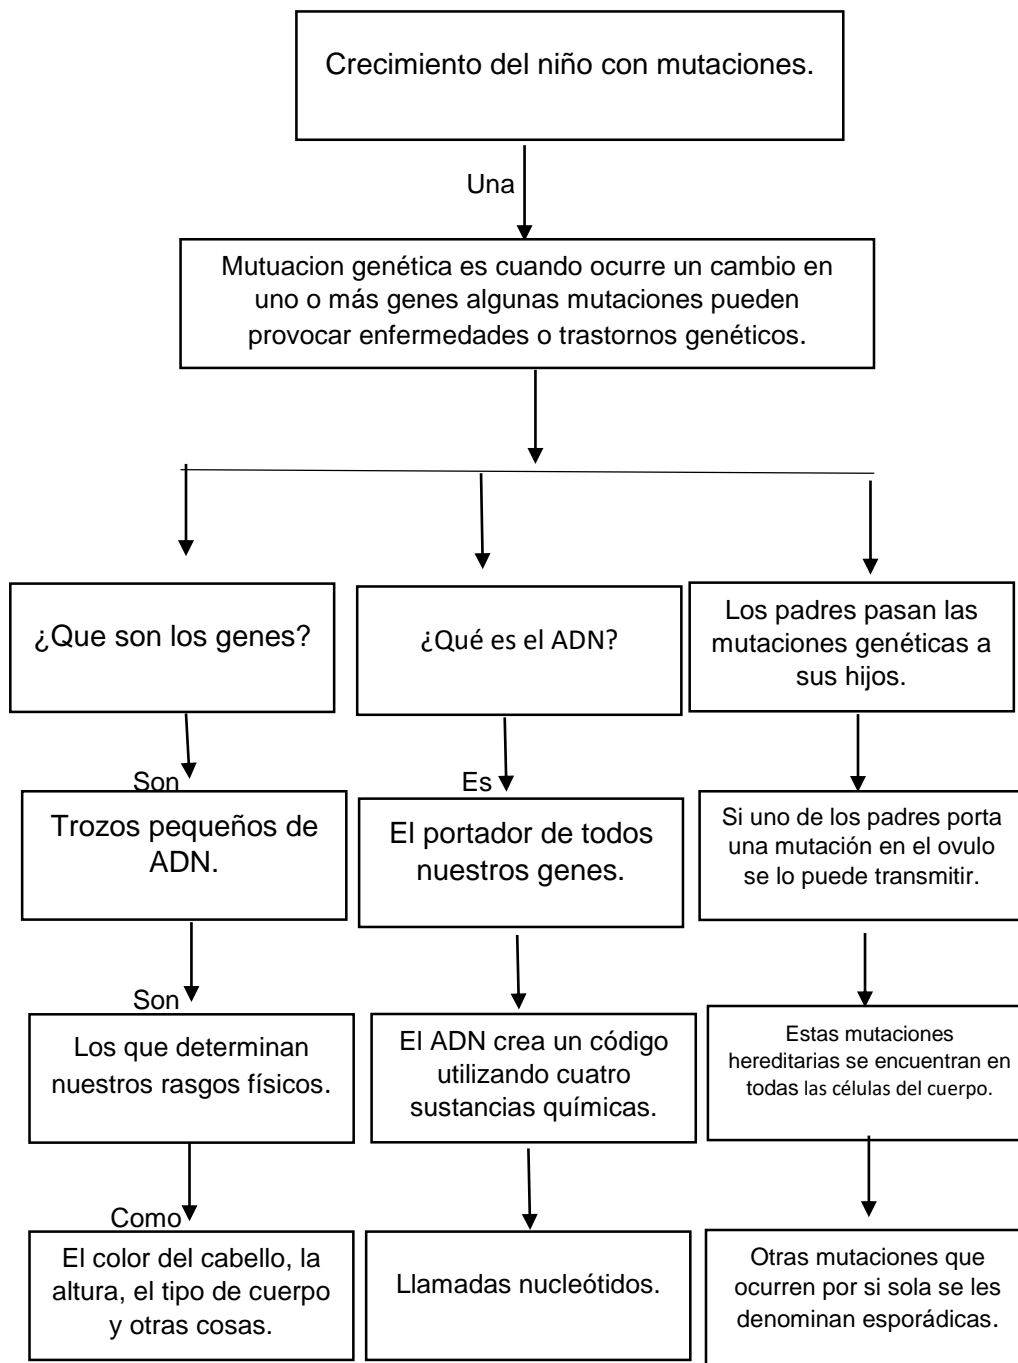 Crecimiento del niño con mutaciones.
Una
Mutuacion genética es cuando ocurre un cambio en
uno o más genes algunas mutaciones pueden
provocar enfermedades o trastornos genéticos.
¿Que son los genes?
Son
Trozos pequeños de
ADN.
Son
Los que determinan
nuestros rasgos físicos.
Como
El color del cabello, la
altura, el tipo de cuerpo
y otras cosas.
¿Qué es el ADN?
Es
El portador de todos
nuestros genes.
El ADN crea un código
utilizando cuatro
sustancias químicas.
Llamadas nucleótidos.
Los padres pasan las
mutaciones genéticas a
sus hijos.
Si uno de los padres porta
una mutación en el ovulo
se lo puede transmitir.
Estas mutaciones
hereditarias se encuentran en
todas las células del cuerpo.
Otras mutaciones que
ocurren por si sola se les
denominan esporádicas.